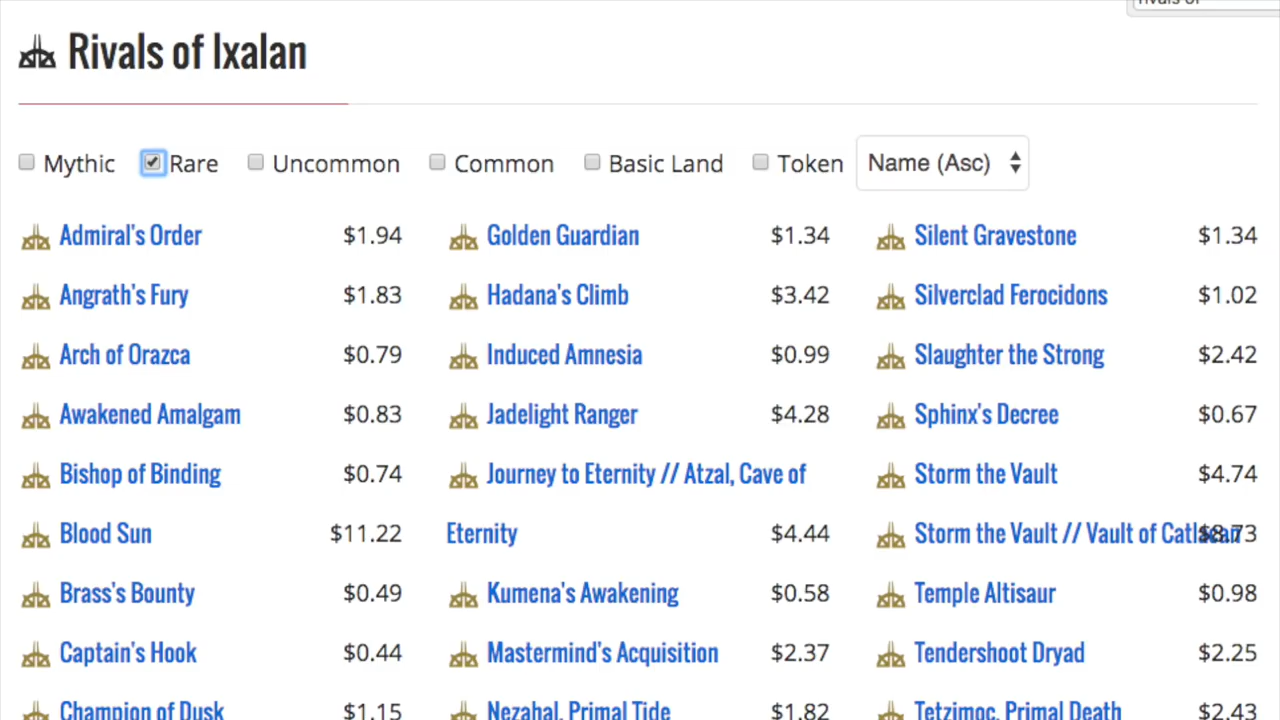 rivals of
Rivals of Ixalan
Mythic Rare Uncommon Common Basic Land Token Name (Asc)
Admiral's Order $1.94
Angrath's Fury $1.83
Arch of Orazca $0.79
Awakened Amalgam $0.83
Bishop of Binding $0.74
Blood Sun $11.22
Brass's Bounty $0.49
Captain's Hook $0.44
Champion of Dusk $1.15
Golden Guardian $1.34
Hadana's Climb $3.42
Induced Amnesia $0.99
Jadelight Ranger $4.28
Journey to Eternity // Atzal, Cave of
Eternity $4.44
Kumena's Awakening $0.58
Mastermind's Acquisition $2.37
Nezahal, Primal Tide $1.82
Silent Gravestone $1.34
Silverclad Ferocidons $1.02
Slaughter the Strong $2.42
Sphinx's Decree $0.67
Storm the Vault $4.74
Storm the Vault // Vault of Catlacan $8.73
Temple Altisaur $0.98
Tendershoot Dryad $2.25
Tetzimoc, Primal Death $2.43